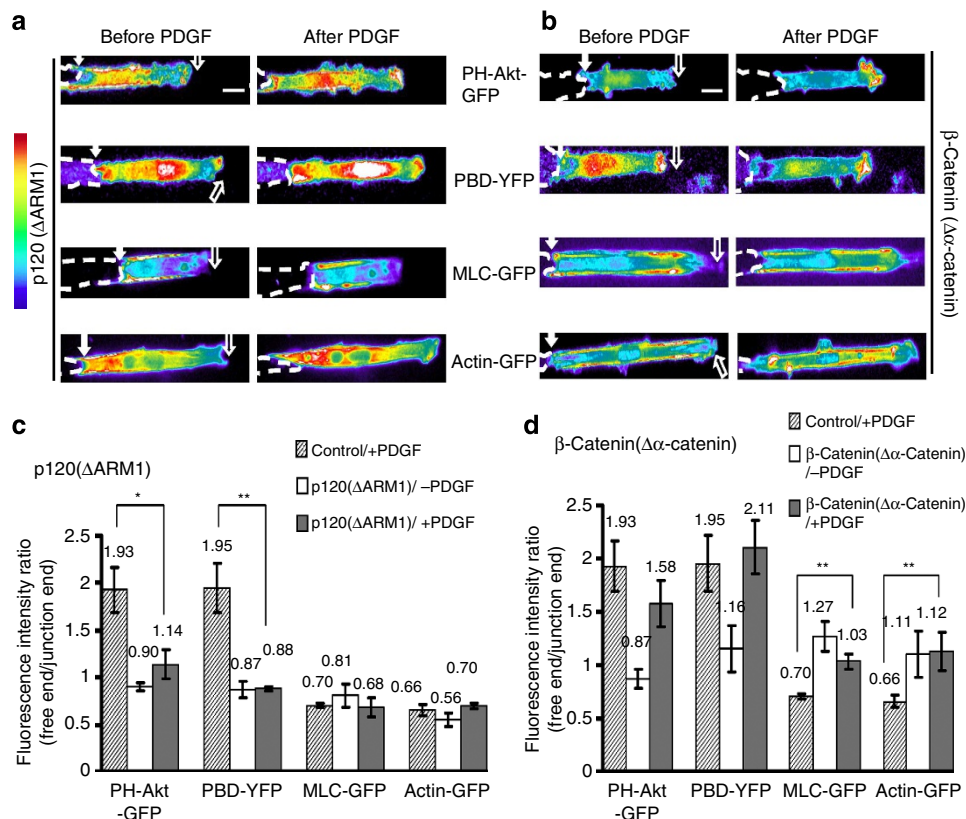 a
Before PDGF
After PDGF
p120 (ΔARM1)
PH-Akt-
GFP
PBD-YFP
MLC-GFP
Actin-GFP
b
Before PDGF
After PDGF
β-Catenin (Δα-catenin)
c
p120(ΔARM1)
Control/+PDGF
p120(ΔARM1)/ –PDGF
p120(ΔARM1)/ +PDGF
Fluorescence intensity ratio
(free end/junction end)
2.5
2
1.5
1
0.5
0
*
**
1.93
0.90
1.14
1.95
0.87
0.88
0.70
0.81
0.68
0.66
0.56
0.70
PH-Akt
-GFP
PBD-YFP
MLC-GFP
Actin-GFP
d
β-Catenin(Δα-catenin)
Control/+PDGF
β-Catenin(Δα-Catenin)
/–PDGF
β-Catenin(Δα-Catenin)
/+PDGF
Fluorescence intensity ratio
(free end/junction end)
2.5
2
1.5
1
0.5
0
**
**
1.93
0.87
1.58
1.95
1.16
2.11
0.70
1.27
1.03
0.66
1.11
1.12
PH-Akt
-GFP
PBD-YFP
MLC-GFP
Actin-GFP